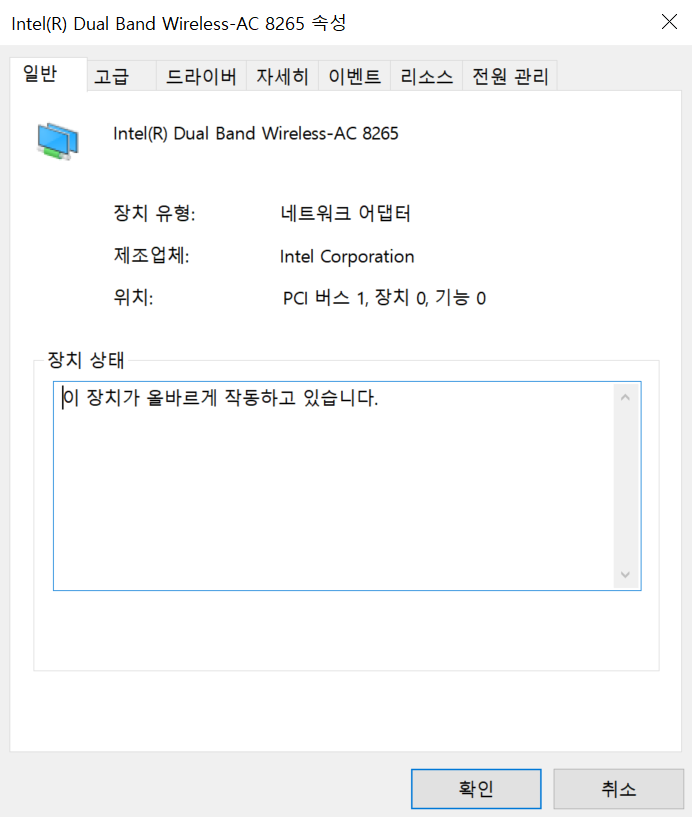 Intel(R) Dual Band Wireless-AC 8265 속성
일반 고급 드라이버 자세히 이벤트 리소스 전원 관리
Intel(R) Dual Band Wireless-AC 8265
장치 유형: 네트워크 어댑터
제조업체: Intel Corporation
위치: PCI 버스 1, 장치 0, 기능 0
장치 상태
이 장치가 올바르게 작동하고 있습니다.
확인 취소